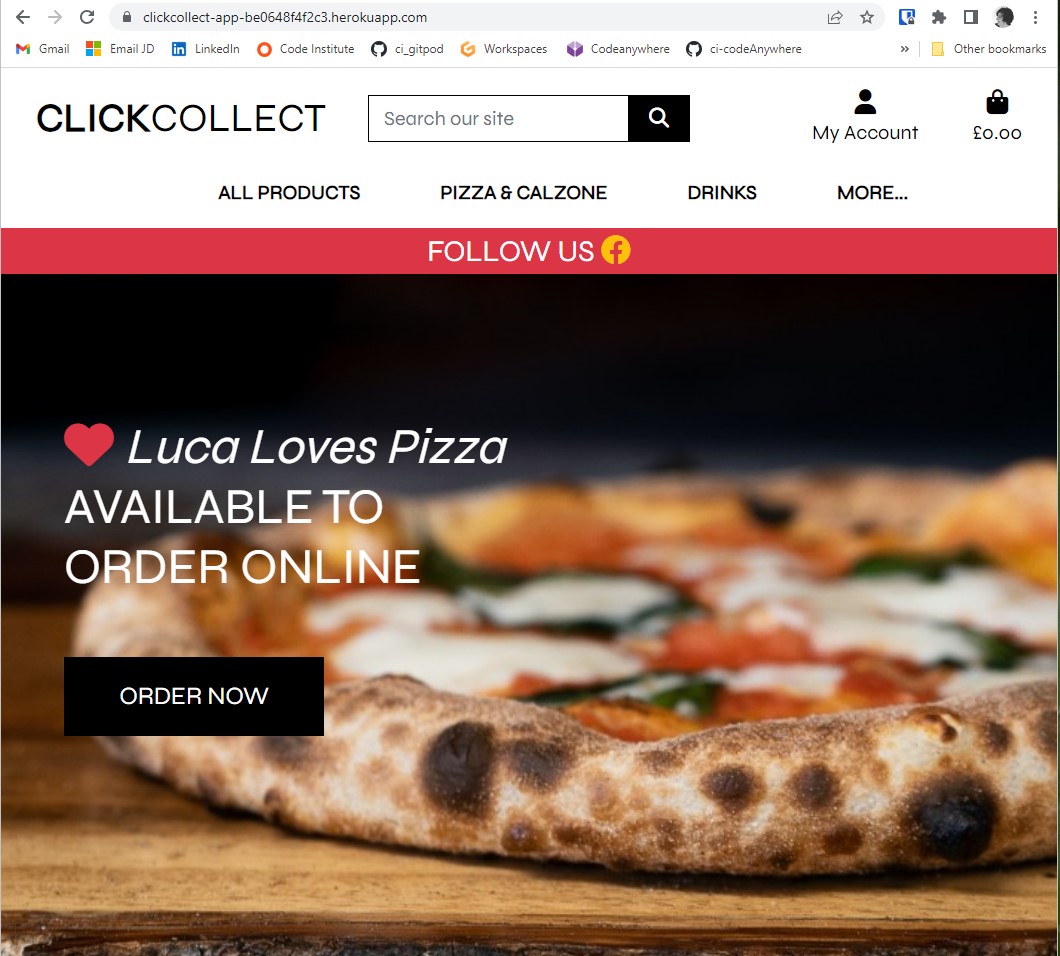 clickcollect-app-be0648f4f2c3.herokuapp.com
Gmail Email JD LinkedIn Code Institute ci_gitpod Workspaces Codeanywhere ci-codeAnywhere » Other bookmarks
CLICKCOLLECT Search our site
My Account £0.00
ALL PRODUCTS PIZZA & CALZONE DRINKS MORE...
FOLLOW US
Luca Loves Pizza
AVAILABLE TO
ORDER ONLINE
ORDER NOW